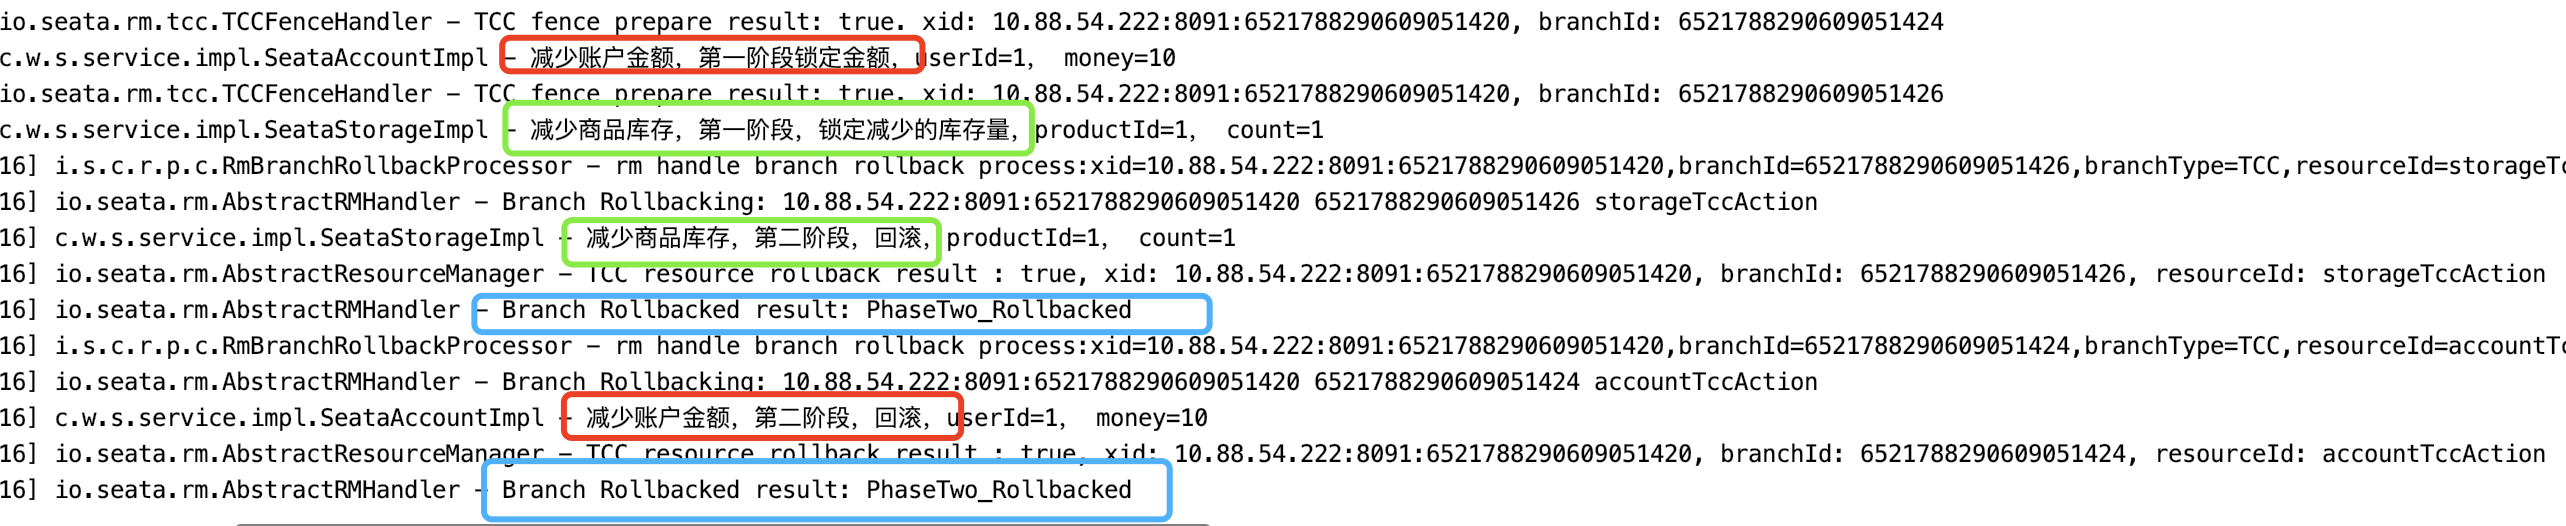 io.seata.rm.tcc.TCCFenceHandler – TCC fence prepare result: true. xid: 10.88.54.222:8091:6521788290609051420, branchId: 6521788290609051424
c.w.s.service.impl.SeataAccountImpl – 减少账户金额，第一阶段锁定金额，userId=1， money=10
io.seata.rm.tcc.TCCFenceHandler – TCC fence prepare result: true. xid: 10.88.54.222:8091:6521788290609051420, branchId: 6521788290609051426
c.w.s.service.impl.SeataStorageImpl – 减少商品库存，第一阶段，锁定减少的库存量，productId=1， count=1
16] i.s.c.r.p.c.RmBranchRollbackProcessor – rm handle branch rollback process:xid=10.88.54.222:8091:6521788290609051420,branchId=6521788290609051426,branchType=TCC,resourceId=storageTc
16] io.seata.rm.AbstractRMHandler – Branch Rollbacking: 10.88.54.222:8091:6521788290609051420 6521788290609051426 storageTccAction
16] c.w.s.service.impl.SeataStorageImpl – 减少商品库存，第二阶段，回滚，productId=1， count=1
16] io.seata.rm.AbstractResourceManager – TCC resource rollback result : true, xid: 10.88.54.222:8091:6521788290609051420, branchId: 6521788290609051426, resourceId: storageTccAction
16] io.seata.rm.AbstractRMHandler – Branch Rollbacked result: PhaseTwo_Rollbacked
16] i.s.c.r.p.c.RmBranchRollbackProcessor – rm handle branch rollback process:xid=10.88.54.222:8091:6521788290609051420,branchId=6521788290609051424,branchType=TCC,resourceId=accountTc
16] io.seata.rm.AbstractRMHandler – Branch Rollbacking: 10.88.54.222:8091:6521788290609051420 6521788290609051424 accountTccAction
16] c.w.s.service.impl.SeataAccountImpl – 减少账户金额，第二阶段，回滚，userId=1， money=10
16] io.seata.rm.AbstractResourceManager – TCC resource rollback result : true, xid: 10.88.54.222:8091:6521788290609051420, branchId: 6521788290609051424, resourceId: accountTccAction
16] io.seata.rm.AbstractRMHandler – Branch Rollbacked result: PhaseTwo_Rollbacked